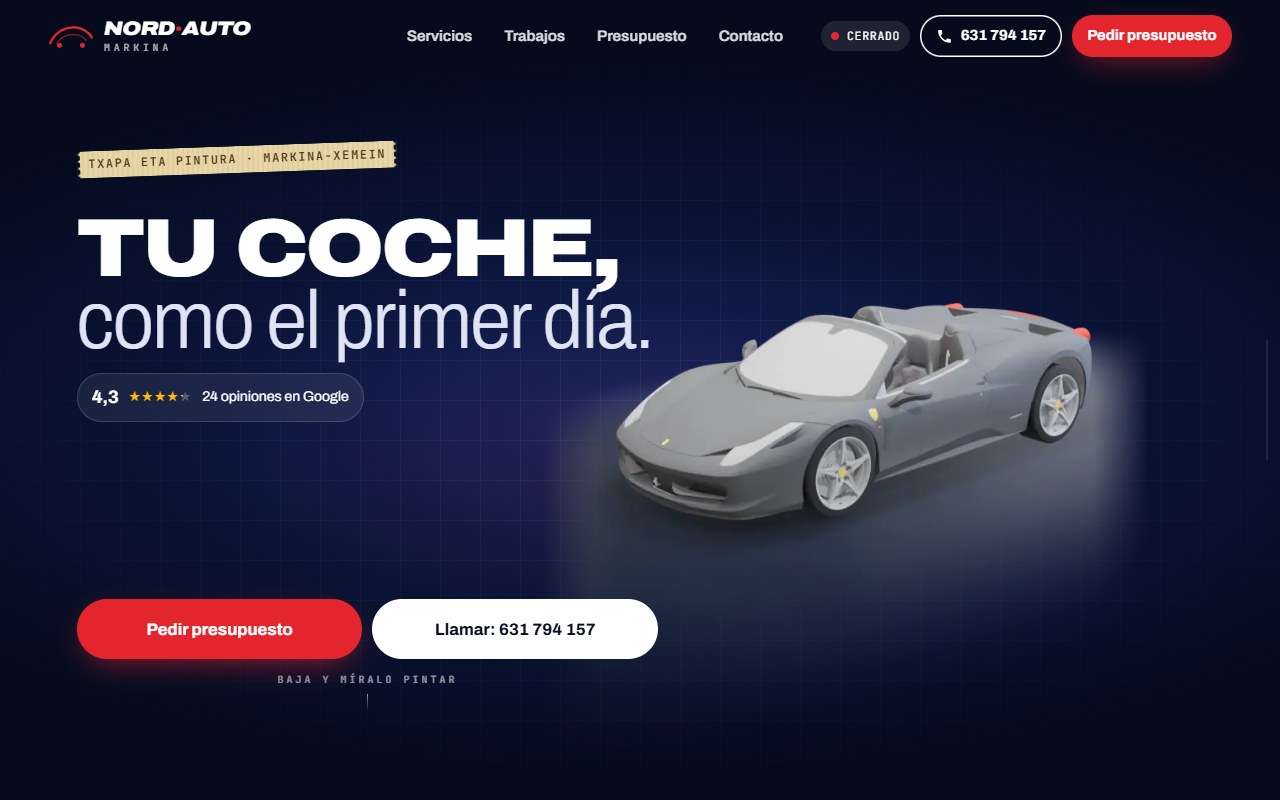 NORD·AUTO
MARKINA
Servicios
Trabajos
Presupuesto
Contacto
CERRADO
631 794 157
Pedir presupuesto
TXAPA ETA PINTURA · MARKINA-XEMEIN
TU COCHE,
como el primer día.
4,3 ★★★★★ 24 opiniones en Google
Pedir presupuesto
Llamar: 631 794 157
BAJA Y MÍRALO PINTAR